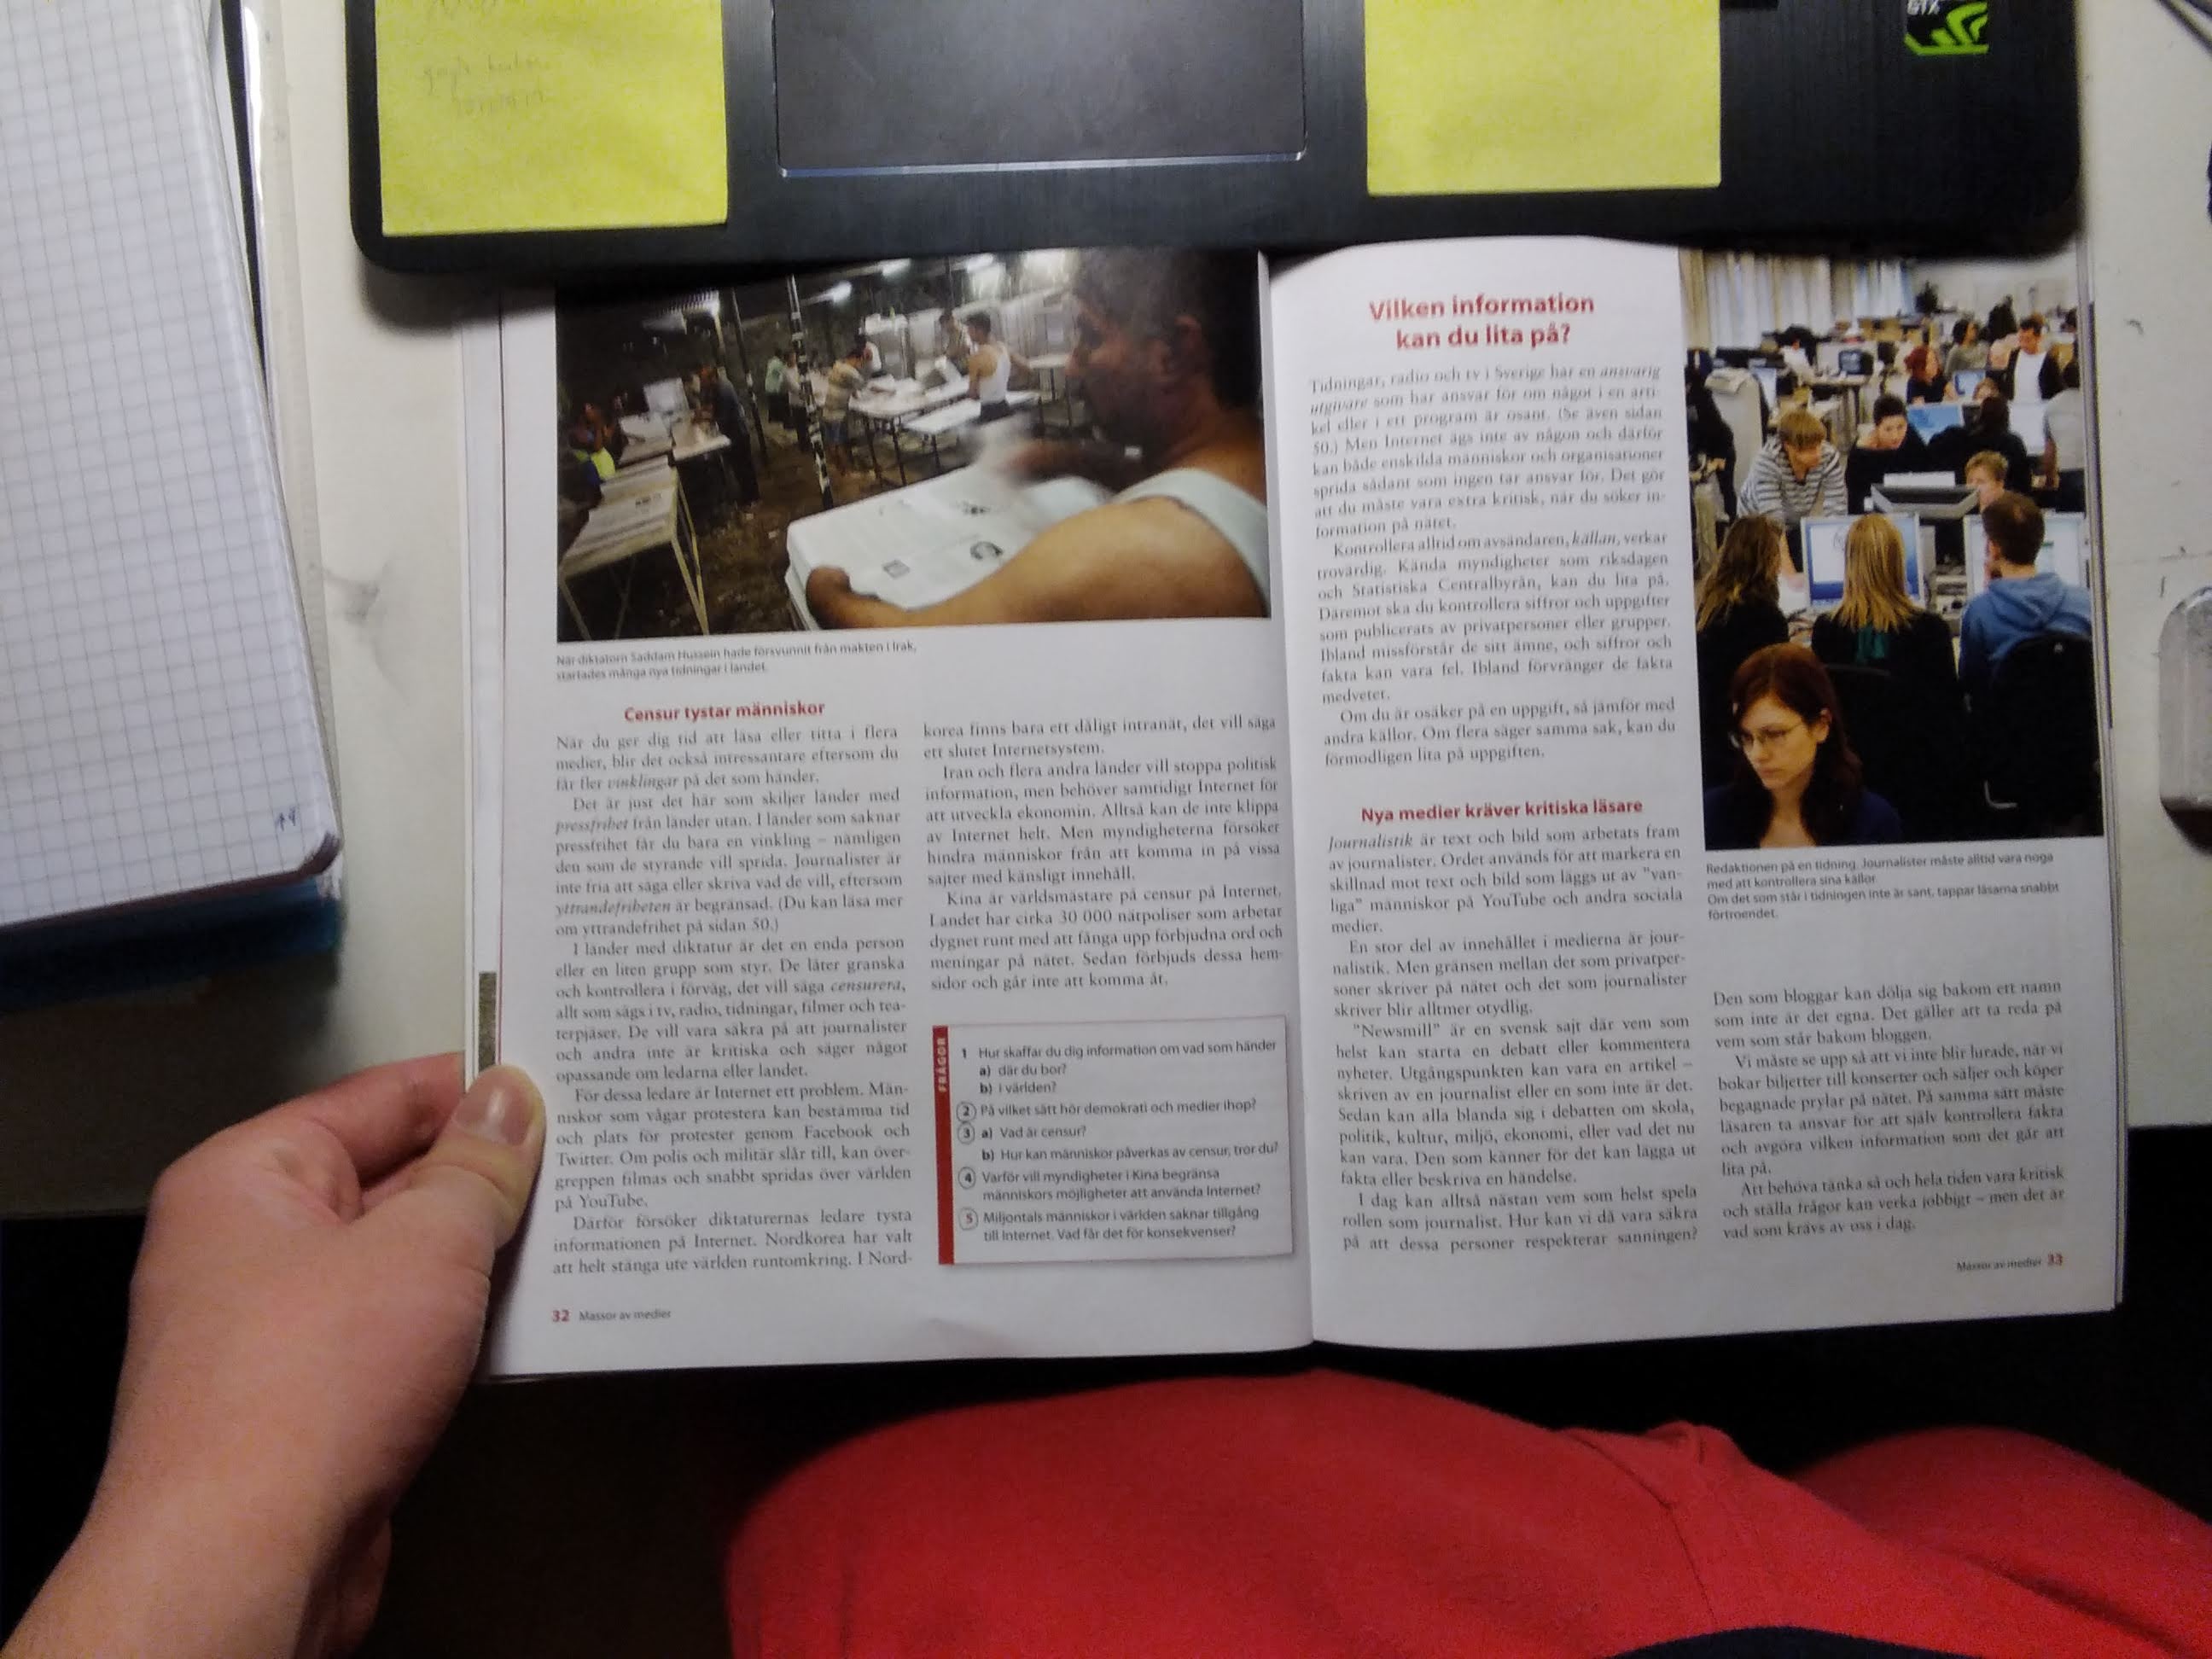 GTX
När diktatorn Saddam Hussein hade försvunnit från makten i Irak,
startades många nya tidningar i landet.
Censur tystar människor
När du ger dig tid att läsa eller titta i flera
medier, blir det också intressantare eftersom du
får fler vinklingar på det som händer.
Det är just det här som skiljer länder med
pressfrihet från länder utan. I länder som saknar
pressfrihet får du bara en vinkling – nämligen
den som de styrande vill sprida. Journalister är
inte fria att säga eller skriva vad de vill, eftersom
yttrandefriheten är begränsad. (Du kan läsa mer
om yttrandefrihet på sidan 50.)
I länder med diktatur är det en enda person
eller en liten grupp som styr. De låter granska
och kontrollera i förväg, det vill säga censurera,
allt som sägs i tv, radio, tidningar, filmer och tea-
terpjäser. De vill vara säkra på att journalister
och andra inte är kritiska och säger något
opassande om ledarna eller landet.
För dessa ledare är Internet ett problem. Män-
niskor som vågar protestera kan bestämma tid
och plats för protester genom Facebook och
Twitter. Om polis och militär slår till, kan över-
greppen filmas och snabbt spridas över världen
på YouTube.
Därför försöker diktaturernas ledare tysta
informationen på Internet. Nordkorea har valt
att helt stänga ute världen runtomkring. I Nord-
korea finns bara ett dåligt intranät, det vill säga
ett slutet Internetsystem.
Iran och flera andra länder vill stoppa politisk
information, men behöver samtidigt Internet för
att utveckla ekonomin. Alltså kan de inte klippa
av Internet helt. Men myndigheterna försöker
hindra människor från att komma in på vissa
sajter med känsligt innehåll.
Kina är världsmästare på censur på Internet.
Landet har cirka 30 000 nätpoliser som arbetar
dygnet runt med att fånga upp förbjudna ord och
meningar på nätet. Sedan förbjuds dessa hem-
sidor och går inte att komma åt.
FRÅGOR
1 Hur skaffar du dig information om vad som händer
a) där du bor?
b) i världen?
2 På vilket sätt hör demokrati och medier ihop?
3 a) Vad är censur?
b) Hur kan människor påverkas av censur, tror du?
4 Varför vill myndigheter i Kina begränsa
människors möjligheter att använda Internet?
5 Miljontals människor i världen saknar tillgång
till Internet. Vad får det för konsekvenser?
32 Massor av medier
Vilken information
kan du lita på?
Tidningar, radio och tv i Sverige har en ansvarig
utgivare som har ansvar för om något i en arti-
kel eller i ett program är osant. (Se även sidan
50.) Men Internet ägs inte av någon och därför
kan både enskilda människor och organisationer
sprida sådant som ingen tar ansvar för. Det gör
att du måste vara extra kritisk, när du söker in-
formation på nätet.
Kontrollera alltid om avsändaren, källan, verkar
trovärdig. Kända myndigheter som riksdagen
och Statistiska Centralbyrån, kan du lita på.
Däremot ska du kontrollera siffror och uppgifter
som publicerats av privatpersoner eller grupper.
Ibland missförstår de sitt ämne, och siffror och
fakta kan vara fel. Ibland förvränger de fakta
medvetet.
Om du är osäker på en uppgift, så jämför med
andra källor. Om flera säger samma sak, kan du
förmodligen lita på uppgiften.
Nya medier kräver kritiska läsare
Journalistik är text och bild som arbetats fram
av journalister. Ordet används för att markera en
skillnad mot text och bild som läggs ut av "van-
liga" människor på YouTube och andra sociala
medier.
En stor del av innehållet i medierna är jour-
nalistik. Men gränsen mellan det som privatper-
soner skriver på nätet och det som journalister
skriver blir alltmer otydlig.
"Newsmill" är en svensk sajt där vem som
helst kan starta en debatt eller kommentera
nyheter. Utgångspunkten kan vara en artikel –
skriven av en journalist eller en som inte är det.
Sedan kan alla blanda sig i debatten om skola,
politik, kultur, miljö, ekonomi, eller vad det nu
kan vara. Den som känner för det kan lägga ut
fakta eller beskriva en händelse.
I dag kan alltså nästan vem som helst spela
rollen som journalist. Hur kan vi då vara säkra
på att dessa personer respekterar sanningen?
Redaktionen på en tidning. Journalister måste alltid vara noga
med att kontrollera sina källor.
Om det som står i tidningen inte är sant, tappar läsarna snabbt
förtroendet.
Den som bloggar kan dölja sig bakom ett namn
som inte är det egna. Det gäller att ta reda på
vem som står bakom bloggen.
Vi måste se upp så att vi inte blir lurade, när vi
bokar biljetter till konserter och säljer och köper
begagnade prylar på nätet. På samma sätt måste
läsaren ta ansvar för att själv kontrollera fakta
och avgöra vilken information som det går att
lita på.
Att behöva tänka så och hela tiden vara kritisk
och ställa frågor kan verka jobbigt – men det är
vad som krävs av oss i dag.
Massor av medier 33